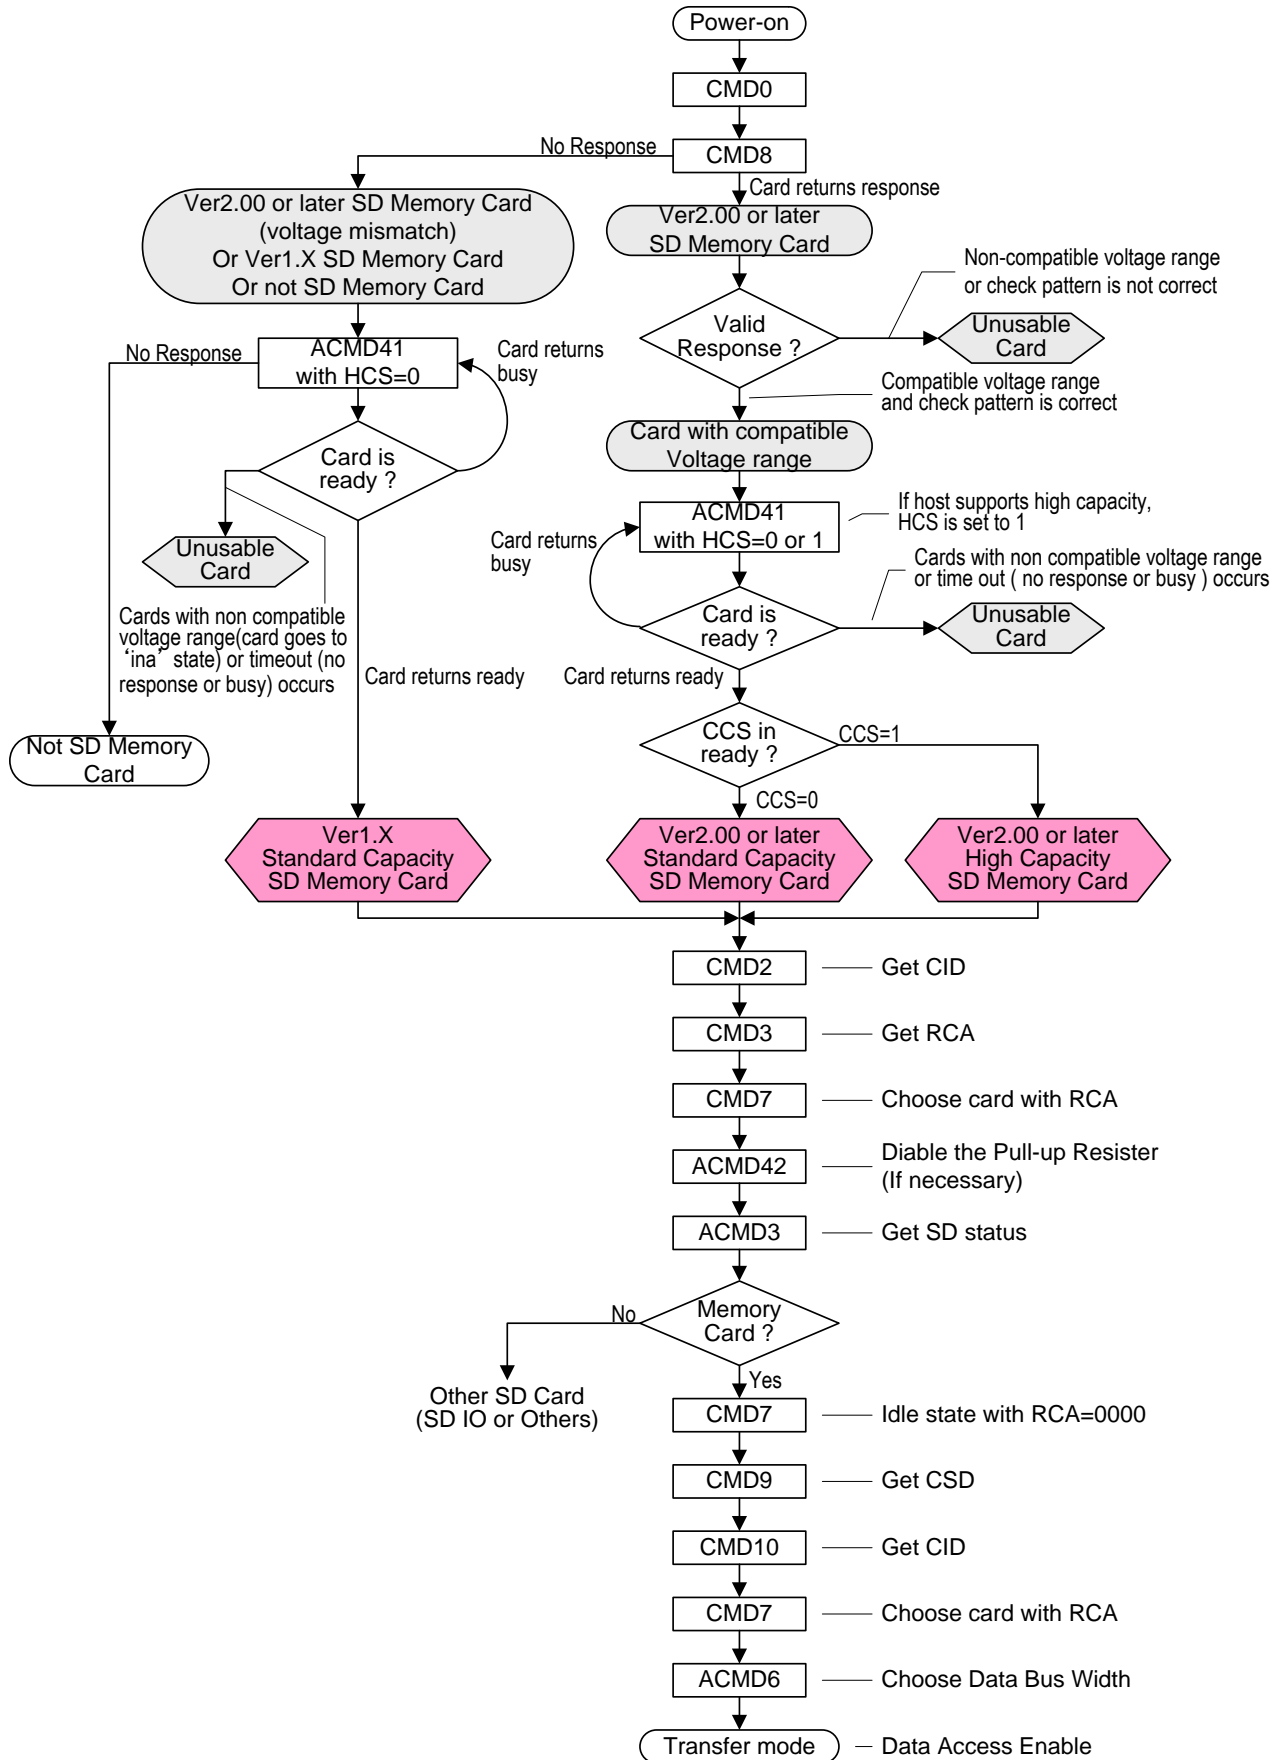 Power-on
CMD0
No Response
CMD8
Card returns response
Ver2.00 or later SD Memory Card
(voltage mismatch)
Or Ver1.X SD Memory Card
Or not SD Memory Card
Ver2.00 or later
SD Memory Card
Non-compatible voltage range
or check pattern is not correct
Valid
Response ?
Unusable
Card
No Response
ACMD41
with HCS=0
Card returns
busy
Compatible voltage range
and check pattern is correct
Card with compatible
Voltage range
Card is
ready ?
ACMD41
with HCS=0 or 1
If host supports high capacity,
HCS is set to 1
Unusable
Card
Card returns
busy
Cards with non compatible voltage range
or time out ( no response or busy ) occurs
Card is
ready ?
Unusable
Card
Cards with non compatible
voltage range(card goes to
‘ina’ state) or timeout (no
response or busy) occurs
Card returns ready
Card returns ready
Not SD Memory
Card
CCS in
ready ?
CCS=1
CCS=0
Ver1.X
Standard Capacity
SD Memory Card
Ver2.00 or later
Standard Capacity
SD Memory Card
Ver2.00 or later
High Capacity
SD Memory Card
CMD2
Get CID
CMD3
Get RCA
CMD7
Choose card with RCA
ACMD42
Diable the Pull-up Resister
(If necessary)
ACMD3
Get SD status
No
Memory
Card ?
Yes
Other SD Card
(SD IO or Others)
CMD7
Idle state with RCA=0000
CMD9
Get CSD
CMD10
Get CID
CMD7
Choose card with RCA
ACMD6
Choose Data Bus Width
Transfer mode
Data Access Enable